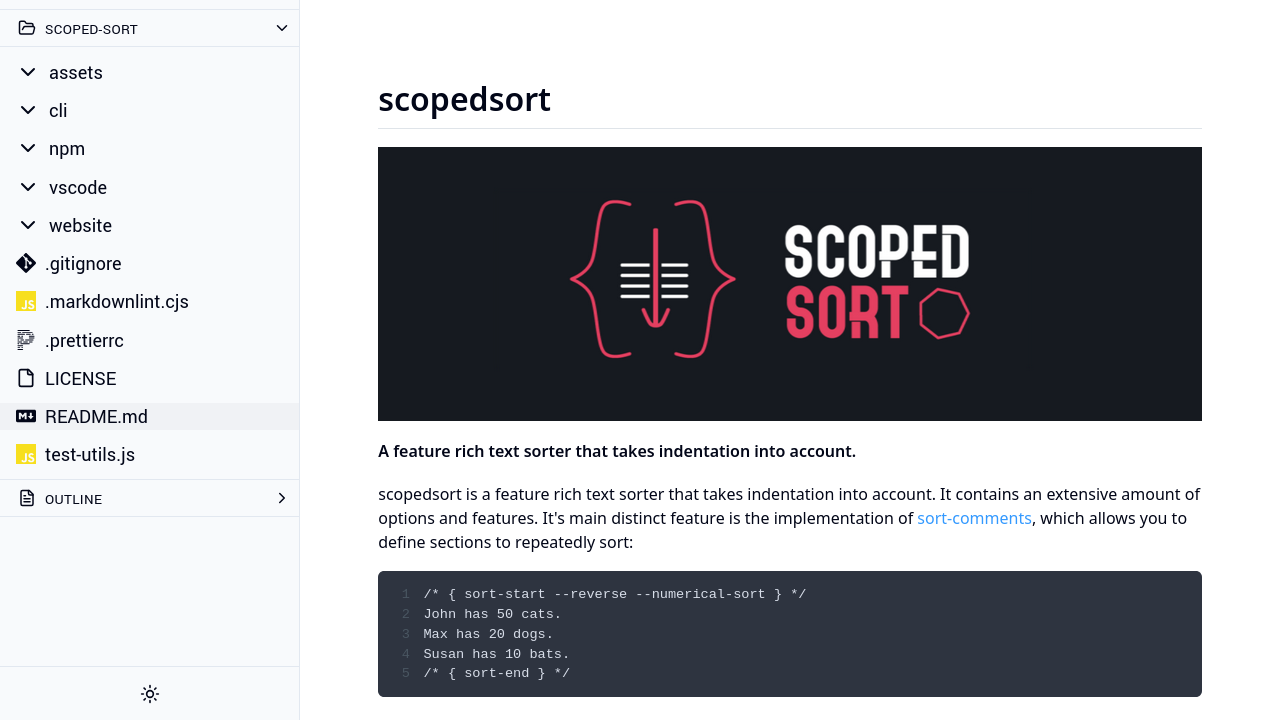 SCOPED-SORT
assets
cli
npm
vscode
website
.gitignore
JS .markdownlint.cjs
.prettierrc
LICENSE
README.md
JS test-utils.js
OUTLINE
scopedsort
SCOPED
SORT
A feature rich text sorter that takes indentation into account.
scopedsort is a feature rich text sorter that takes indentation into account. It contains an extensive amount of
options and features. It's main distinct feature is the implementation of sort-comments, which allows you to
define sections to repeatedly sort:
1 /* { sort-start --reverse --numerical-sort } */
2 John has 50 cats.
3 Max has 20 dogs.
4 Susan has 10 bats.
5 /* { sort-end } */